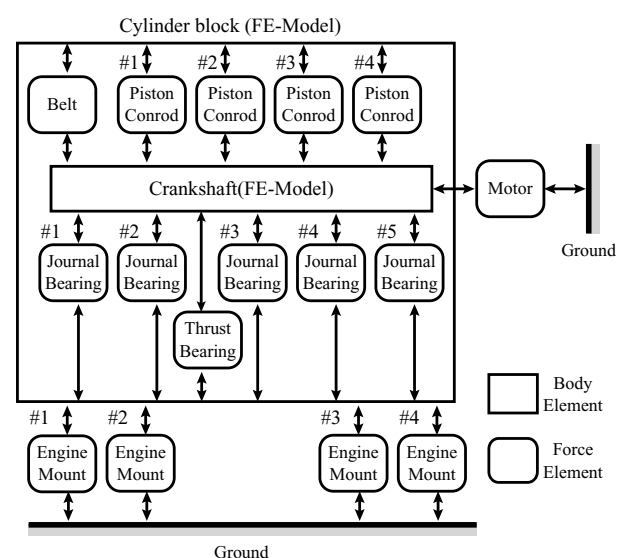 Cylinder block (FE-Model)
#1 #2 #3 #4
Belt
Piston
Conrod
Piston
Conrod
Piston
Conrod
Piston
Conrod
Crankshaft(FE-Model)
Motor
Ground
#1 #2 #3 #4 #5
Journal
Bearing
Journal
Bearing
Journal
Bearing
Journal
Bearing
Journal
Bearing
Thrust
Bearing
Body
Element
Force
Element
#1 #2 #3 #4
Engine
Mount
Engine
Mount
Engine
Mount
Engine
Mount
Ground